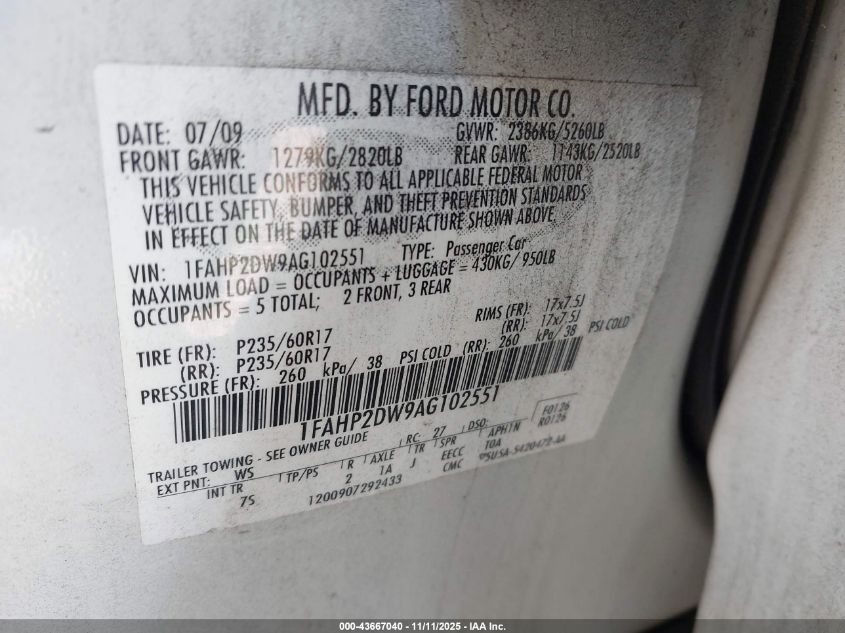 MFD. BY FORD MOTOR CO.
DATE: 07/09 GVWR: 2386KG/5260LB
FRONT GAWR: 1279KG/2820LB REAR GAWR: 1143KG/2520LB
THIS VEHICLE CONFORMS TO ALL APPLICABLE FEDERAL MOTOR
VEHICLE SAFETY, BUMPER, AND THEFT PREVENTION STANDARDS
IN EFFECT ON THE DATE OF MANUFACTURE SHOWN ABOVE.
VIN: 1FAHP2DW9AG102551 TYPE: Passenger Car
MAXIMUM LOAD = OCCUPANTS + LUGGAGE = 430KG/ 950LB
OCCUPANTS = 5 TOTAL; 2 FRONT, 3 REAR
TIRE (FR): P235/60R17 RIMS (FR): 17x7.5J
(RR): P235/60R17 (RR): 17x7.5J
PRESSURE (FR): 260 kPa/ 38 PSI COLD (RR): 260 kPa/ 38 PSI COLD
1FAHP2DW9AG102551
TRAILER TOWING - SEE OWNER GUIDE
F0126
R0126
EXT PNT: WS RC: 27 DSO:
INT TR TP/PS R AXLE TR SPR APHTN
7S 2 1A J EECC TOA
1200907292433 CMC
000-43667040 - 11/11/2025 - IAA Inc.